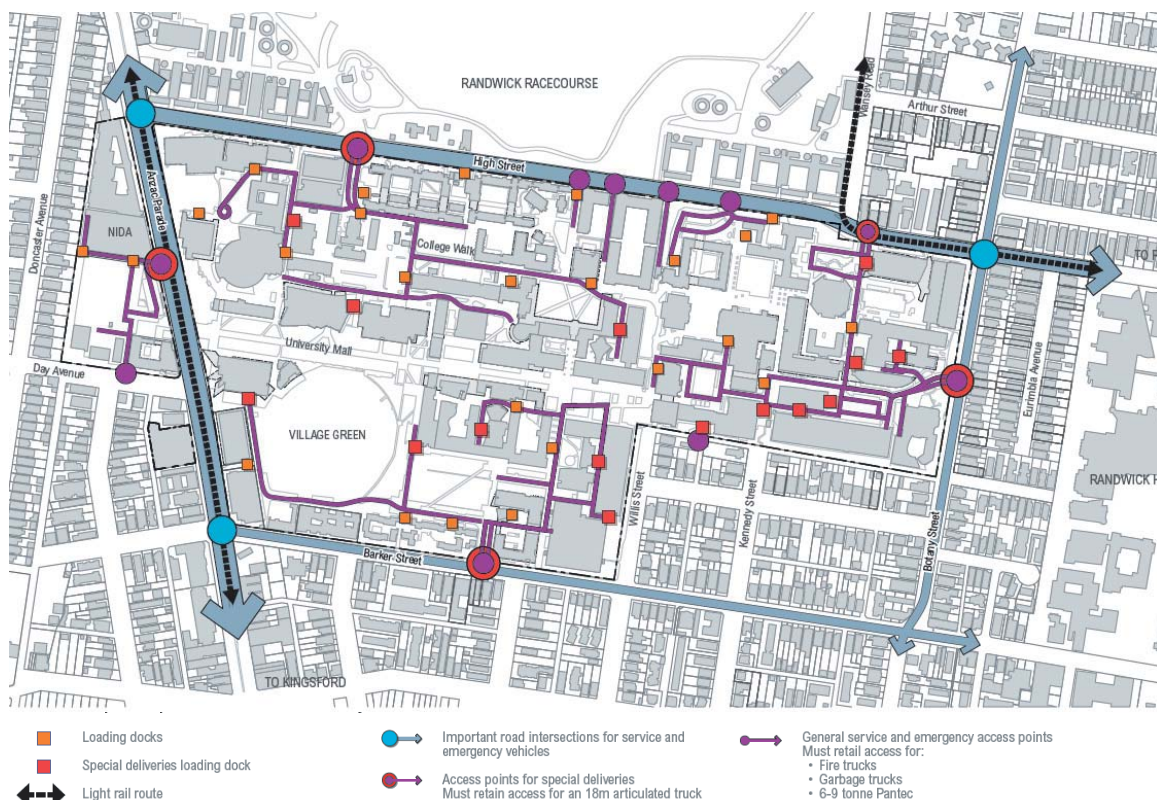 RANDWICK RACECOURSE
Wansey Road
Arthur Street
High Street
Anzac Parade
Doncaster Avenue
NIDA
College Walk
TO
University Mall
Day Avenue
Eurimbla Avenue
VILLAGE GREEN
RANDWICK
Willis Street
Kennedy Street
Botany Street
Barker Street
TO KINGSFORD
Loading docks
Special deliveries loading dock
Light rail route
Important road intersections for service and
emergency vehicles
Access points for special deliveries
Must retain access for an 18m articulated truck
General service and emergency access points
Must retail access for:
• Fire trucks
• Garbage trucks
• 6-9 tonne Pantec